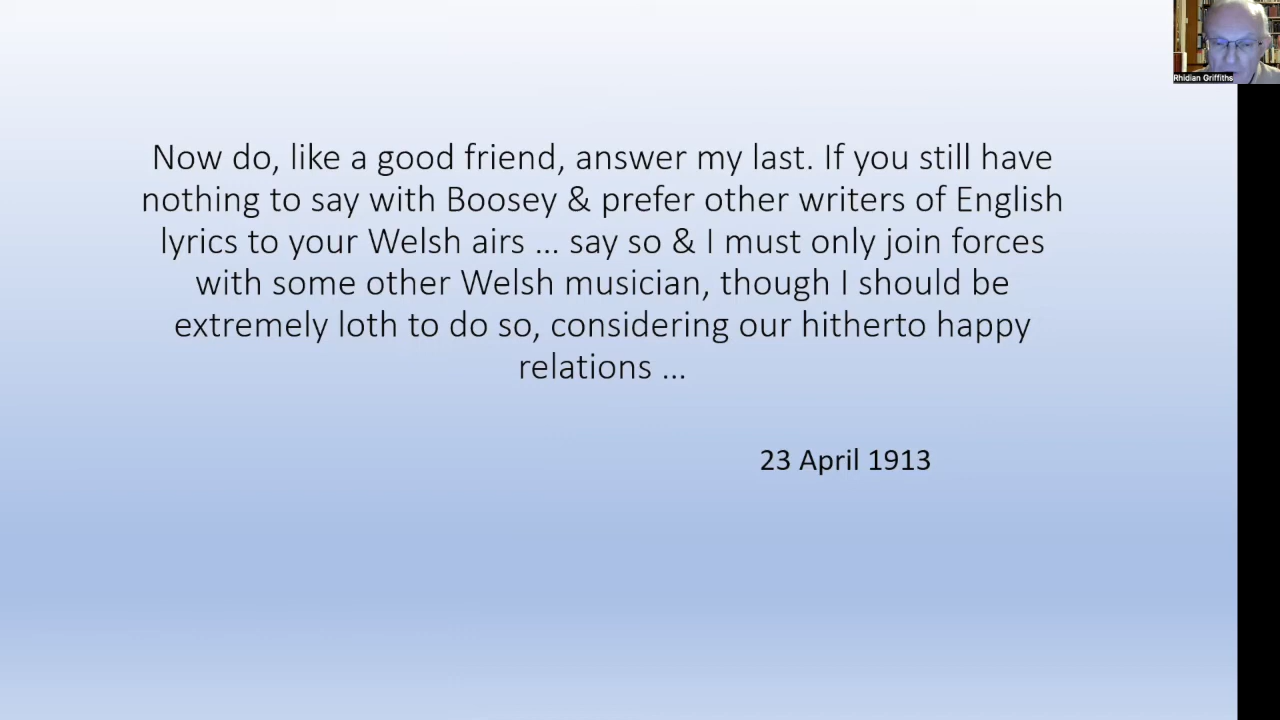 Rhidian Griffiths
Now do, like a good friend, answer my last. If you still have
nothing to say with Boosey & prefer other writers of English
lyrics to your Welsh airs … say so & I must only join forces
with some other Welsh musician, though I should be
extremely loth to do so, considering our hitherto happy
relations …
23 April 1913